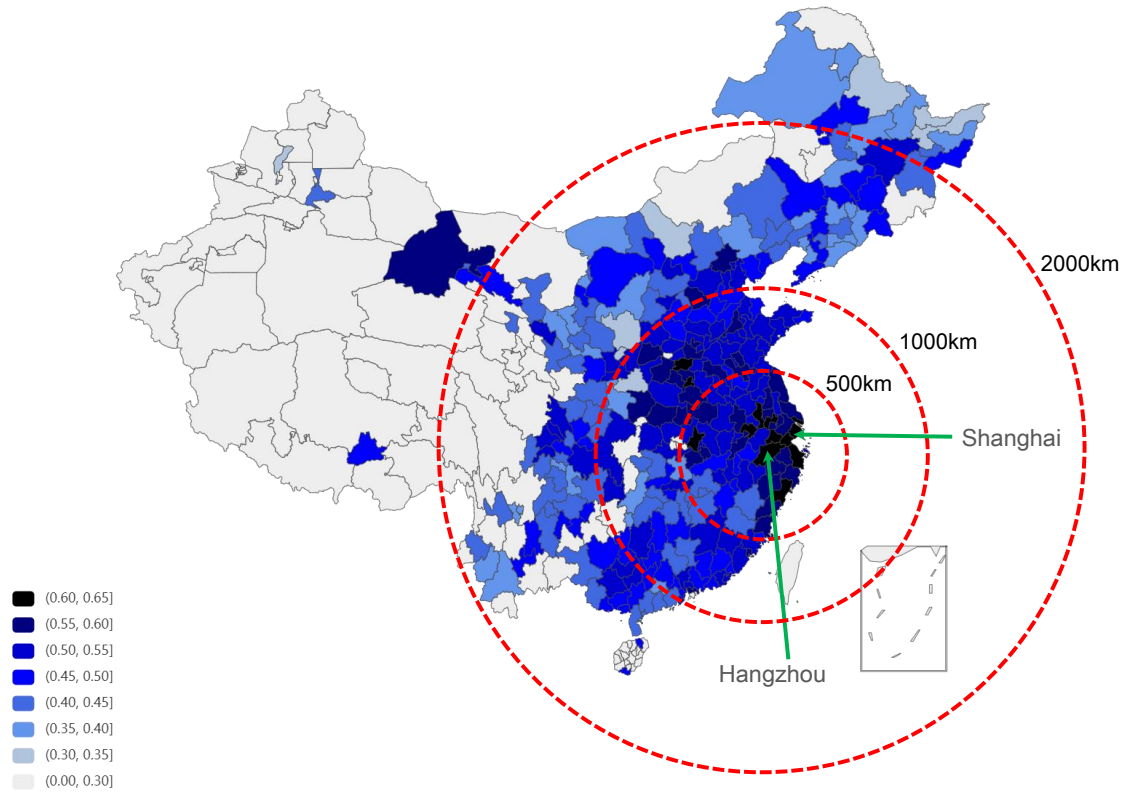 2000km
1000km
500km
Shanghai
Hangzhou
(0.60, 0.65]
(0.55, 0.60]
(0.50, 0.55]
(0.45, 0.50]
(0.40, 0.45]
(0.35, 0.40]
(0.30, 0.35]
(0.00, 0.30]